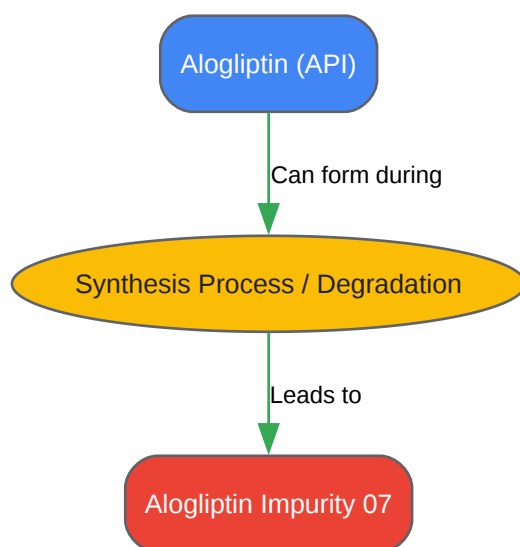 Alogliptin (API)
Can form during
Synthesis Process / Degradation
Leads to
Alogliptin Impurity 07